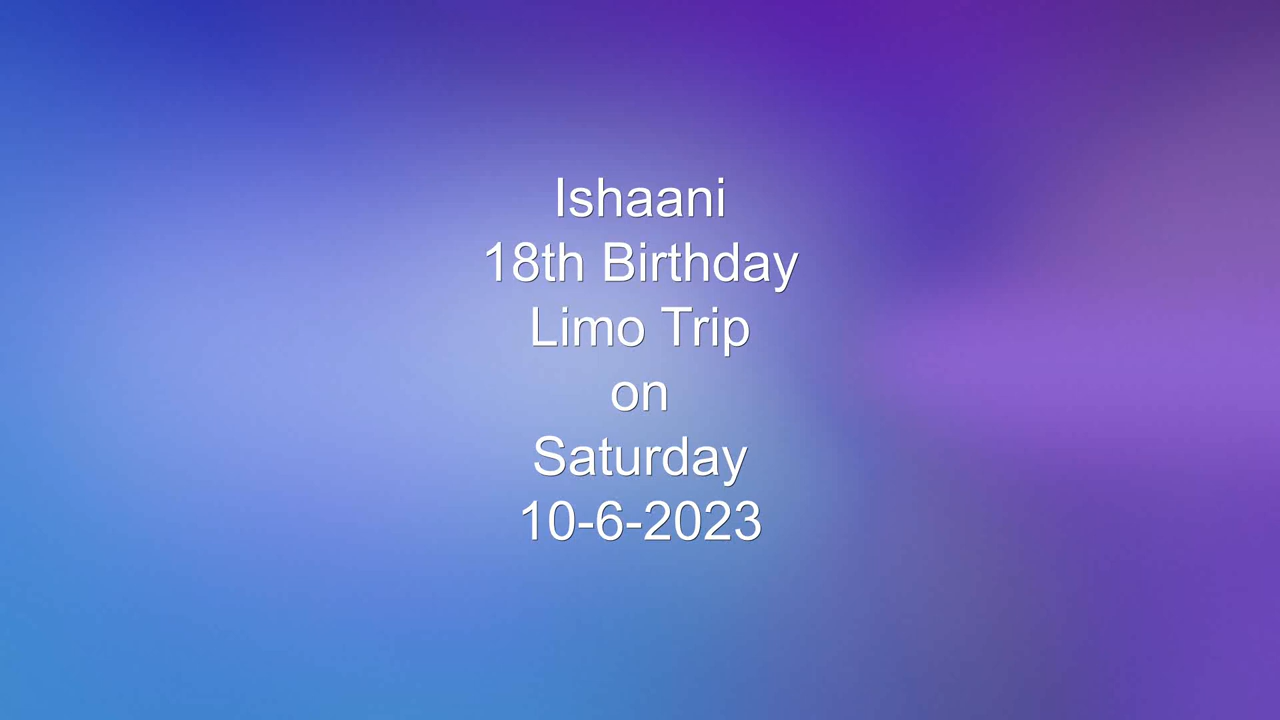 Ishaani
18th Birthday
Limo Trip
on
Saturday
10-6-2023